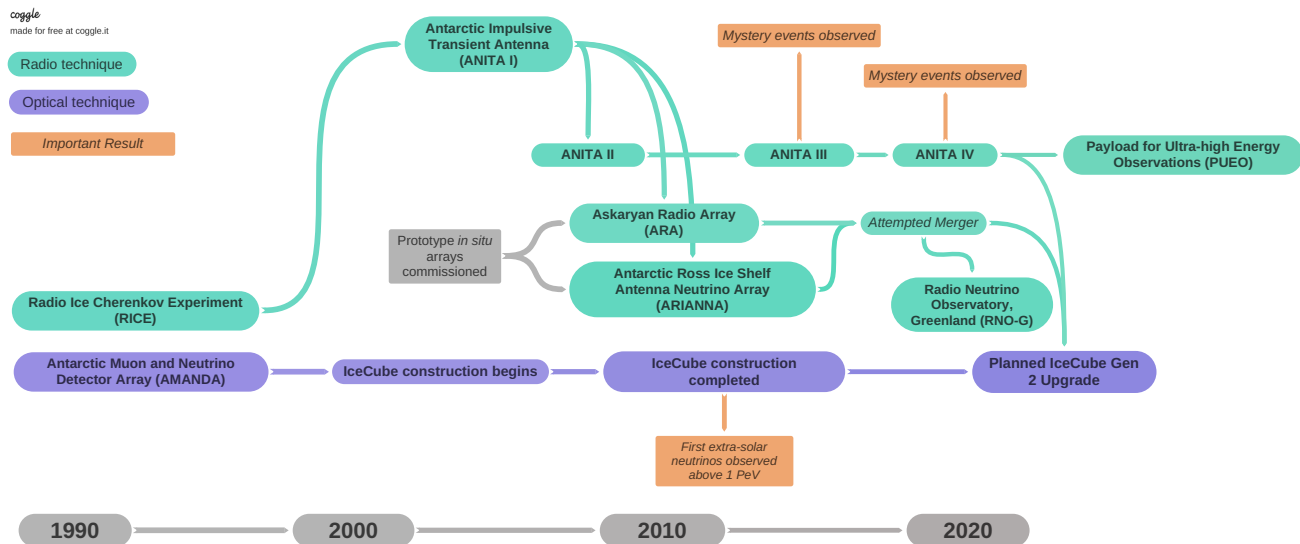 coggle
made for free at coggle.it
Radio technique
Optical technique
Important Result
Antarctic Impulsive
Transient Antenna
(ANITA I)
Mystery events observed
Mystery events observed
ANITA II
ANITA III
ANITA IV
Payload for Ultra-high Energy
Observations (PUEO)
Askaryan Radio Array
(ARA)
Attempted Merger
Prototype in situ
arrays
commissioned
Antarctic Ross Ice Shelf
Antenna Neutrino Array
(ARIANNA)
Radio Neutrino
Observatory,
Greenland (RNO-G)
Radio Ice Cherenkov Experiment
(RICE)
Antarctic Muon and Neutrino
Detector Array (AMANDA)
IceCube construction begins
IceCube construction
completed
Planned IceCube Gen
2 Upgrade
First extra-solar
neutrinos observed
above 1 PeV
1990
2000
2010
2020